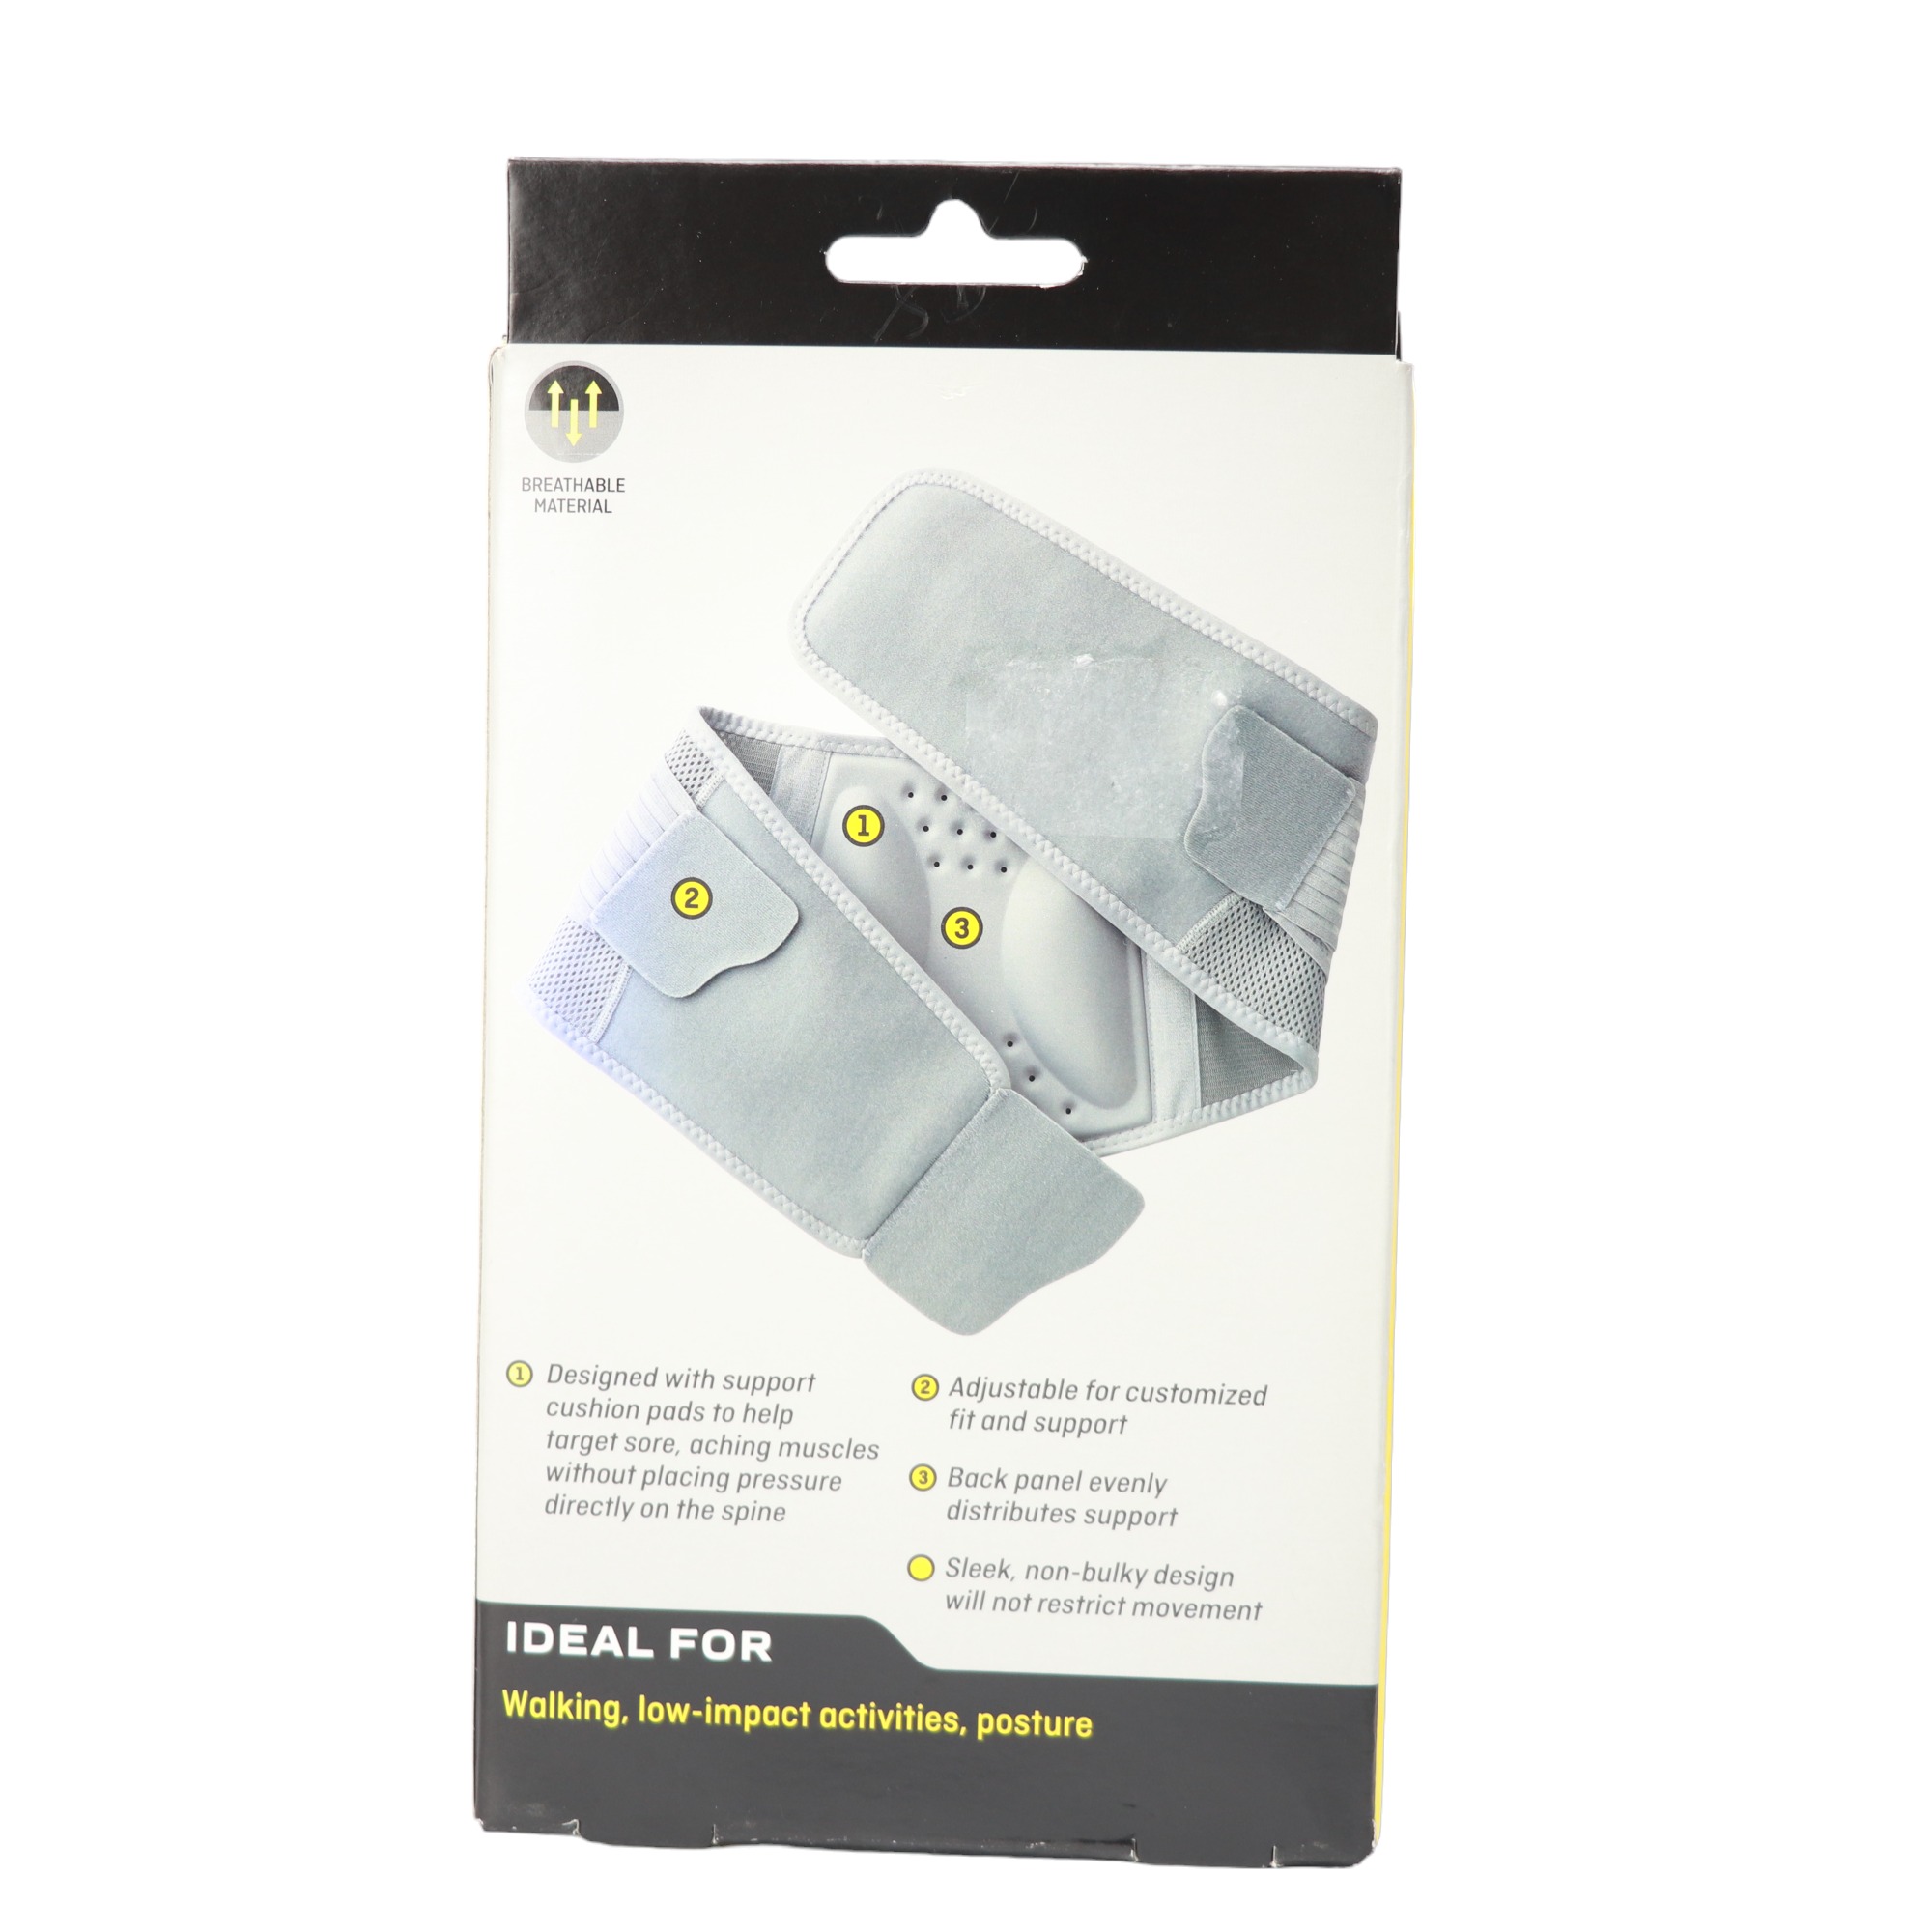 BREATHABLE
MATERIAL
1
2
3
1 Designed with support
cushion pads to help
target sore, aching muscles
without placing pressure
directly on the spine
2 Adjustable for customized
fit and support
3 Back panel evenly
distributes support
Sleek, non-bulky design
will not restrict movement
IDEAL FOR
Walking, low-impact activities, posture